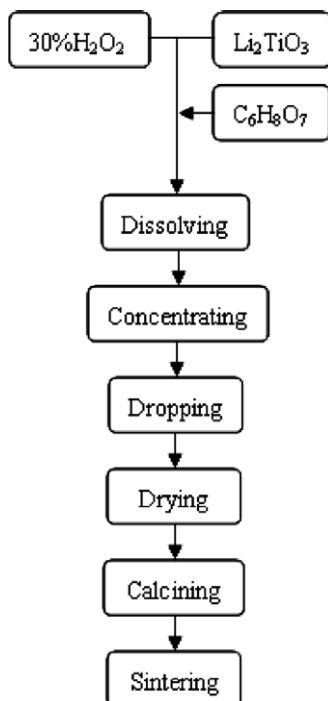 30%H₂O₂
Li₂TiO₃
C₆H₈O₇
Dissolving
Concentrating
Dropping
Drying
Calcining
Sintering